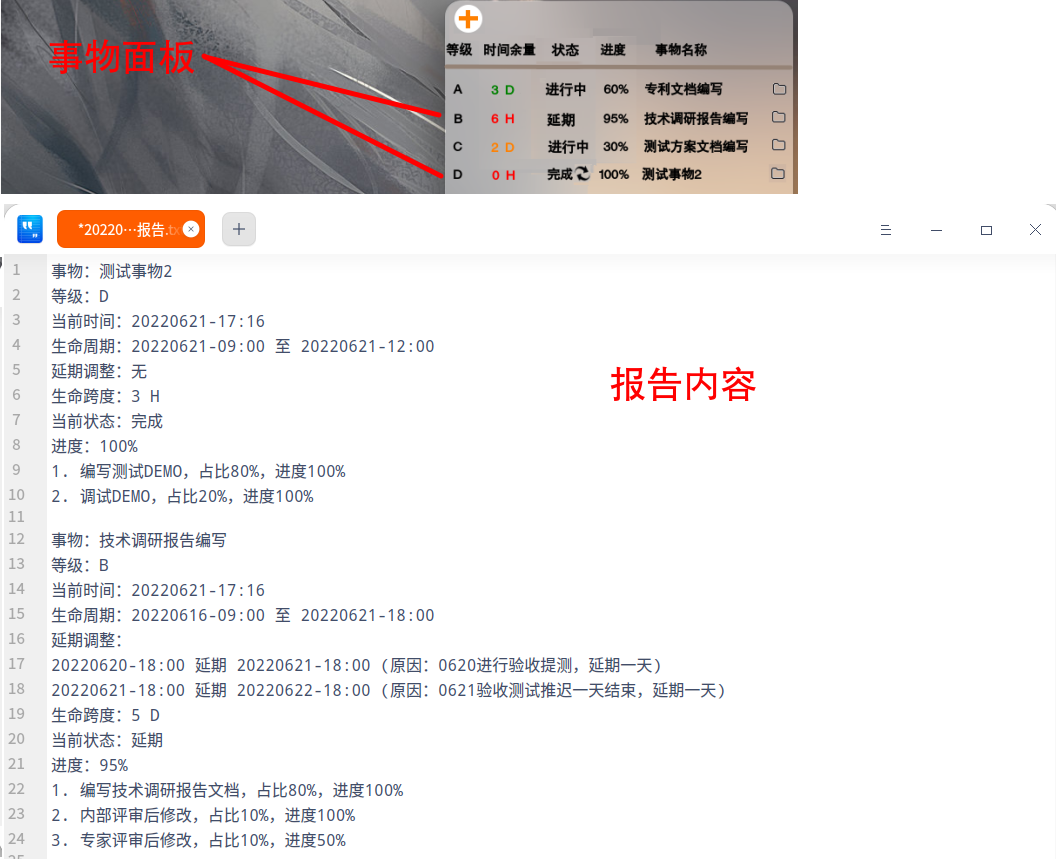 事物面板
等级 时间余量 状态 进度 事物名称
A 3 D 进行中 60% 专利文档编写
B 6 H 延期 95% 技术调研报告编写
C 2 D 进行中 30% 测试方案文档编写
D 0 H 完成 100% 测试事物2
*20220···报告.tx
报告内容
1 事物：测试事物2
2 等级：D
3 当前时间：20220621-17:16
4 生命周期：20220621-09:00 至 20220621-12:00
5 延期调整：无
6 生命跨度：3 H
7 当前状态：完成
8 进度：100%
9 1. 编写测试DEMO，占比80%，进度100%
10 2. 调试DEMO，占比20%，进度100%
11
12 事物：技术调研报告编写
13 等级：B
14 当前时间：20220621-17:16
15 生命周期：20220616-09:00 至 20220621-18:00
16 延期调整：
17 20220620-18:00 延期 20220621-18:00 (原因：0620进行验收提测，延期一天)
18 20220621-18:00 延期 20220622-18:00 (原因：0621验收测试推迟一天结束，延期一天)
19 生命跨度：5 D
20 当前状态：延期
21 进度：95%
22 1. 编写技术调研报告文档，占比80%，进度100%
23 2. 内部评审后修改，占比10%，进度100%
24 3. 专家评审后修改，占比10%，进度50%